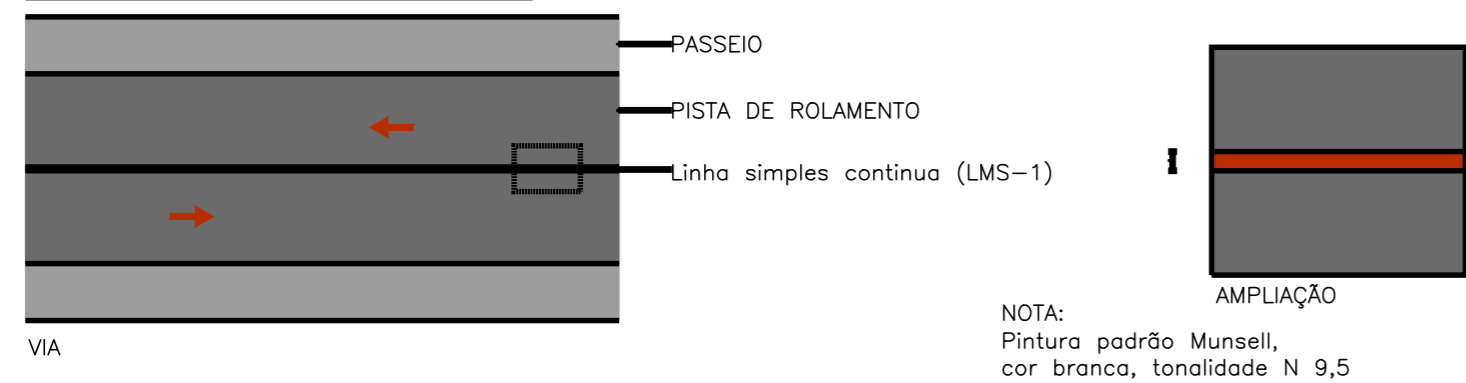 PASSEIO
PISTA DE ROLAMENTO
Linha simples continua (LMS-1)
VIA
AMPLIAÇÃO
NOTA:
Pintura padrão Munsell,
cor branca, tonalidade N 9,5